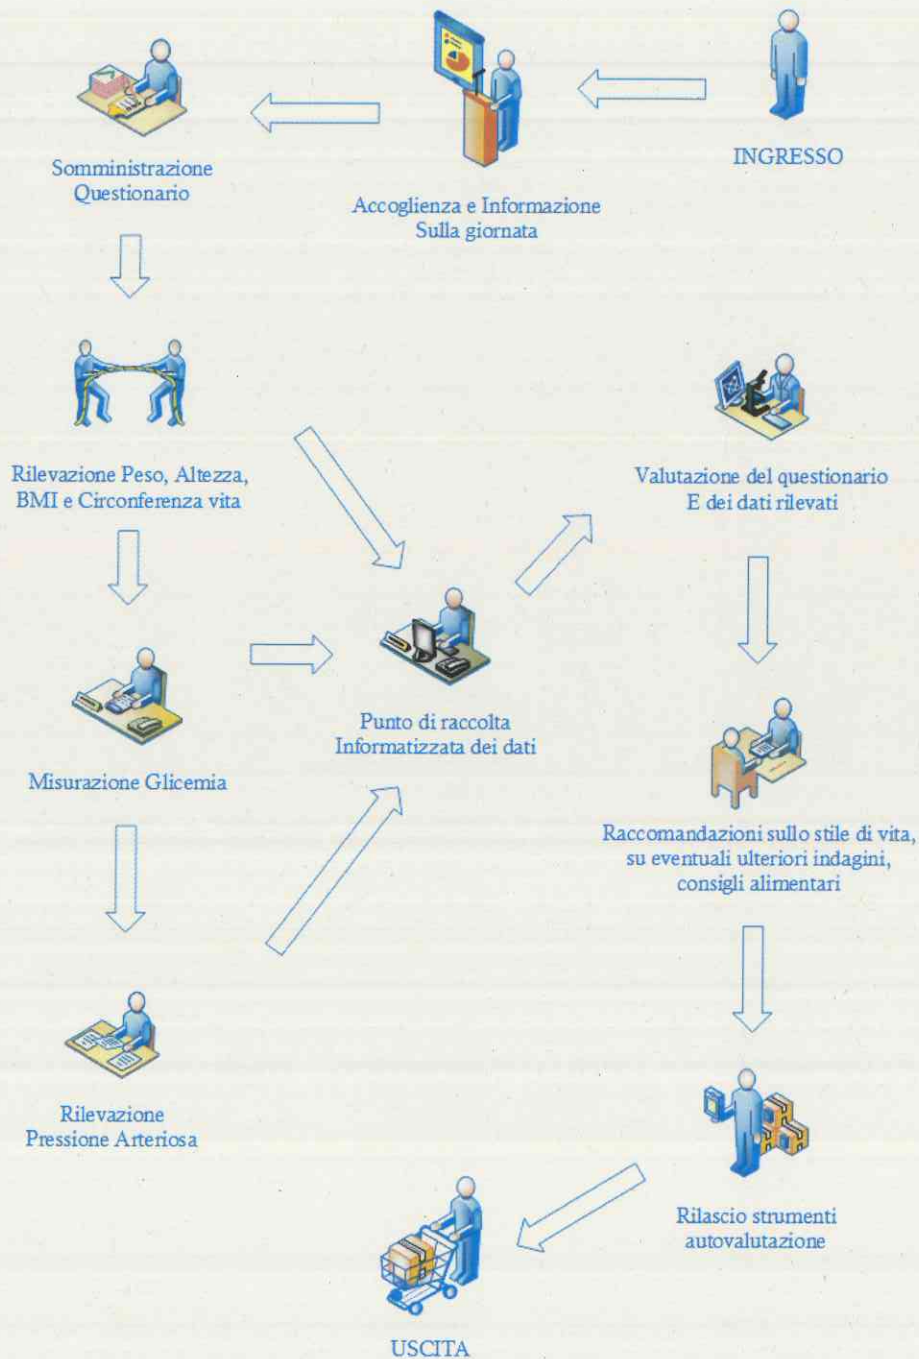 INGRESSO
Accoglienza e Informazione
Sulla giornata
Somministrazione
Questionario
Rilevazione Peso, Altezza,
BMI e Circonferenza vita
Misurazione Glicemia
Rilevazione
Pressione Arteriosa
Punto di raccolta
Informatizzata dei dati
Valutazione del questionario
E dei dati rilevati
Raccomandazioni sullo stile di vita,
su eventuali ulteriori indagini,
consigli alimentari
Rilascio strumenti
autovalutazione
USCITA